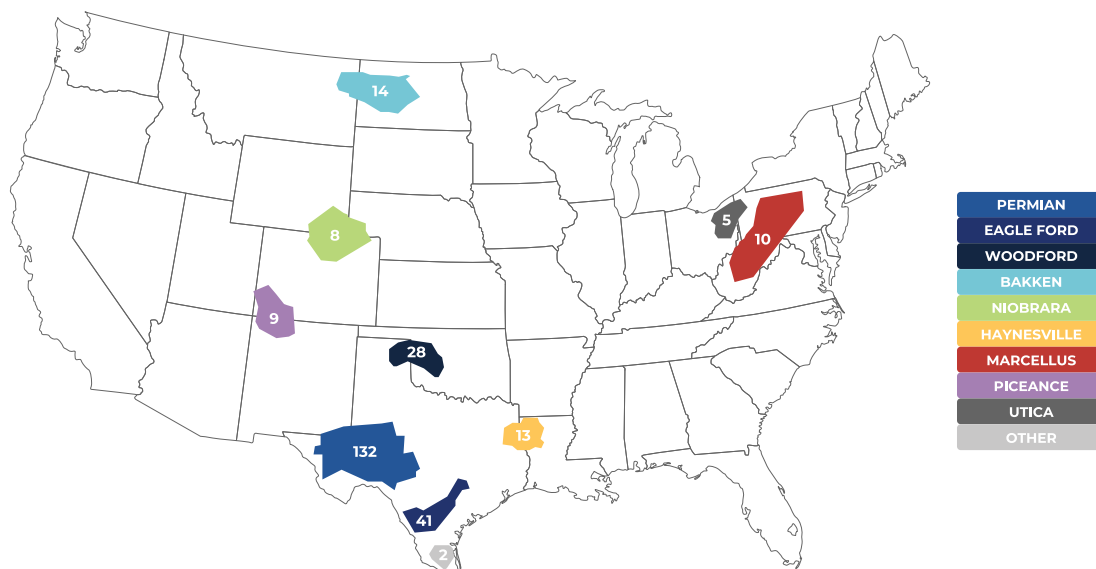 14
8
5
10
9
28
132
13
41
2
PERMIAN
EAGLE FORD
WOODFORD
BAKKEN
NIOBRARA
HAYNESVILLE
MARCELLUS
PICEANCE
UTICA
OTHER